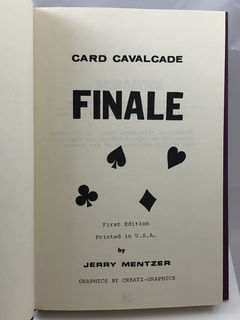 CARD CAVALCADE
FINALE
First Edition
Printed in U.S.A.
by
JERRY MENTZER
GRAPHICS BY CREATI-GRAPHICS